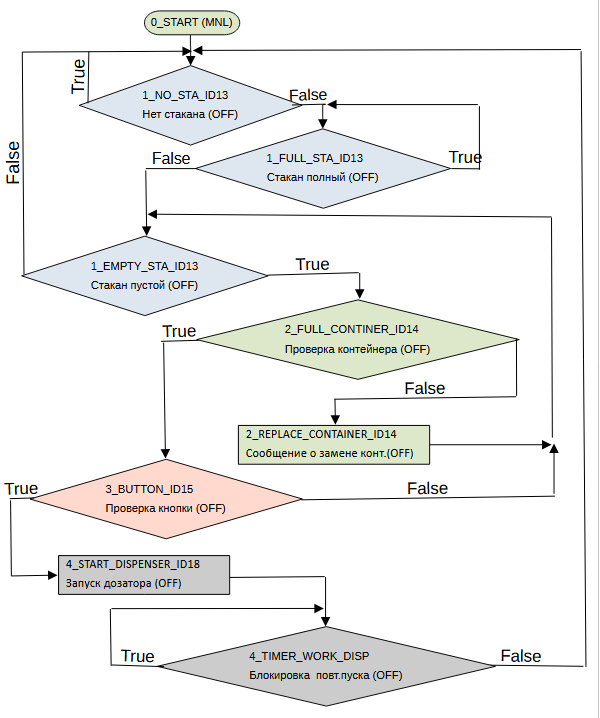 0_START (MNL)
True
1_NO_STA_ID13
Нет стакана (OFF)
False
1_FULL_STA_ID13
Стакан полный (OFF)
True
False
False
1_EMPTY_STA_ID13
Стакан пустой (OFF)
True
2_FULL_CONTINER_ID14
Проверка контейнера (OFF)
True
False
2_REPLACE_CONTAINER_ID14
Сообщение о замене конт.(OFF)
True
3_BUTTON_ID15
Проверка кнопки (OFF)
False
4_START_DISPENSER_ID18
Запуск дозатора (OFF)
True
4_TIMER_WORK_DISP
Блокировка повт.пуска (OFF)
False